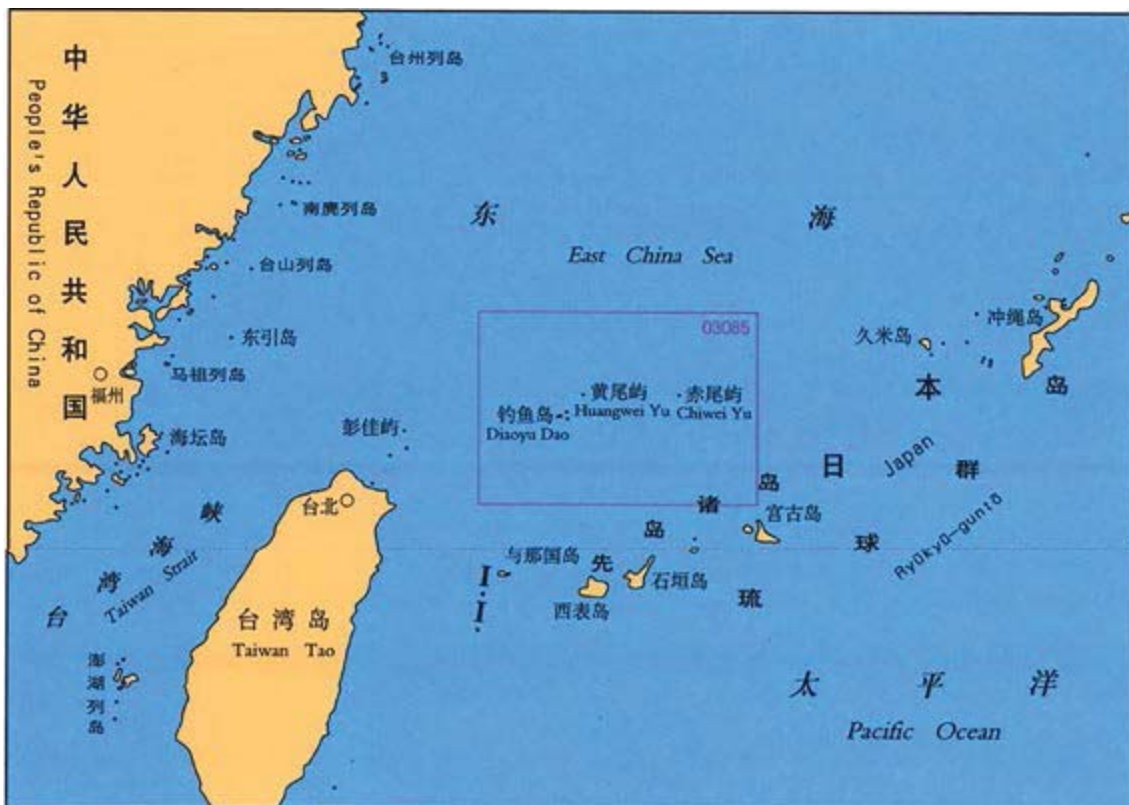 中华人民共和国
People's Republic of China
台州列岛
南麂列岛
台山列岛
东引岛
马祖列岛
福州
海坛岛
彭佳屿
东海
East China Sea
03085
钓鱼岛
Diaoyu Dao
黄尾屿
Huangwei Yu
赤尾屿
Chiwei Yu
久米岛
冲绳岛
日本
Japan
琉球群岛
Ryūkyū-guntō
先岛诸岛
宫古岛
石垣岛
西表岛
与那国岛
台湾海峡
Taiwan Strait
台北
台湾岛
Taiwan Tao
澎湖列岛
太平洋
Pacific Ocean